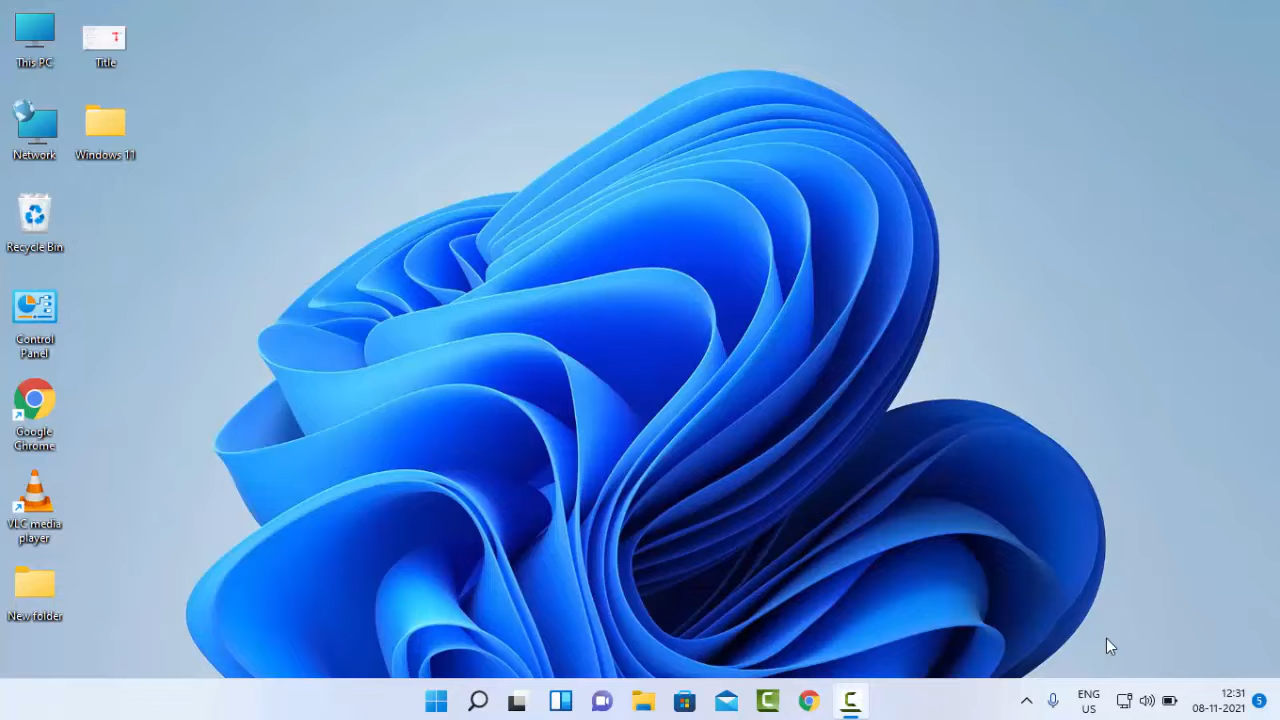 This PC
Title
Network
Windows 11
Recycle Bin
Control
Panel
Google
Chrome
VLC media
player
New folder
ENG
US
12:31
08-11-2021
5